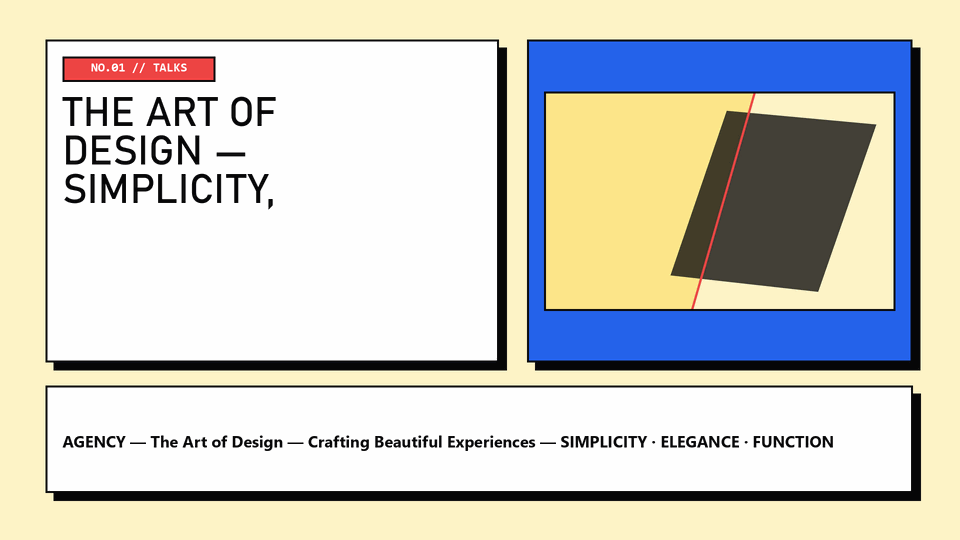 NO.01 // TALKS
THE ART OF
DESIGN —
SIMPLICITY,
AGENCY — The Art of Design — Crafting Beautiful Experiences — SIMPLICITY · ELEGANCE · FUNCTION